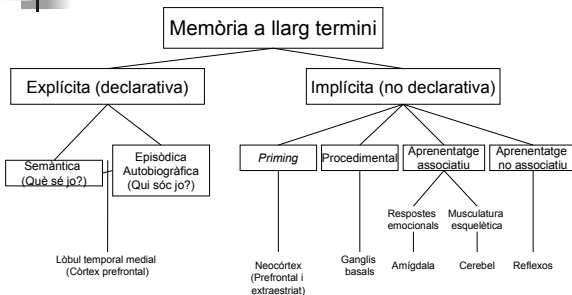 Memòria a llarg termini
Explícita (declarativa)
Implícita (no declarativa)
Semàntica
(Què sé jo?)
Episòdica
Autobiogràfica
(Qui sóc jo?)
Priming
Procedimental
Aprenentatge
associatiu
Aprenentatge
no associatiu
Respostes
emocionals
Musculatura
esquelètica
Lòbul temporal medial
(Còrtex prefrontal)
Neocórtex
(Prefrontal i
extraestriat)
Ganglis
basals
Amígdala
Cerebel
Reflexos